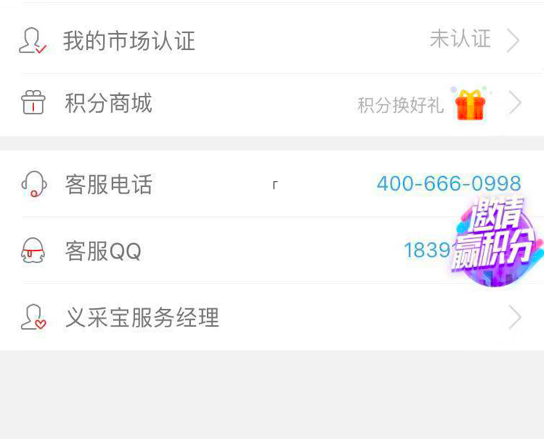 我的市场认证 未认证
积分商城 积分换好礼
客服电话 400-666-0998
客服QQ 1839
邀请
赢积分
义采宝服务经理